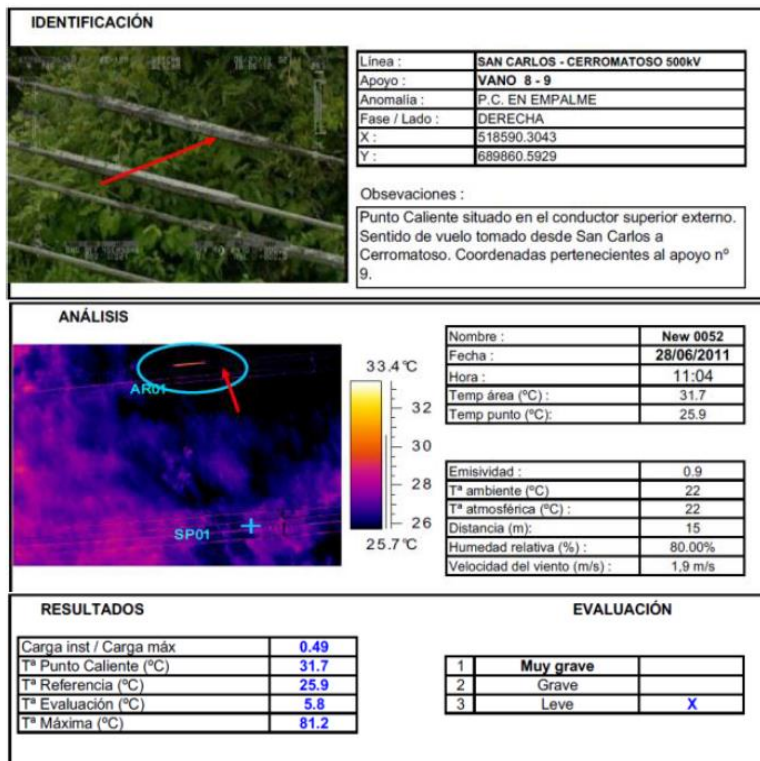 IDENTIFICACIÓN
Línea : SAN CARLOS - CERROMATOSO 500kV
Apoyo : VANO 8 - 9
Anomalía : P.C. EN EMPALME
Fase / Lado : DERECHA
X : 518590.3043
Y : 689860.5929
Obsevaciones :
Punto Caliente situado en el conductor superior externo.
Sentido de vuelo tomado desde San Carlos a
Cerromatoso. Coordenadas pertenecientes al apoyo nº
9.
ANÁLISIS
AR01
SP01
33.4°C
32
30
28
26
25.7°C
Nombre : New 0052
Fecha : 28/06/2011
Hora : 11:04
Temp área (ºC) : 31.7
Temp punto (ºC): 25.9
Emisividad : 0.9
Tª ambiente (ºC) 22
Tª atmosférica (ºC) : 22
Distancia (m): 15
Humedad relativa (%) : 80.00%
Velocidad del viento (m/s) : 1,9 m/s
RESULTADOS
Carga inst / Carga máx 0.49
Tª Punto Caliente (ºC) 31.7
Tª Referencia (ºC) 25.9
Tª Evaluación (ºC) 5.8
Tª Máxima (ºC) 81.2
EVALUACIÓN
1 Muy grave
2 Grave
3 Leve X